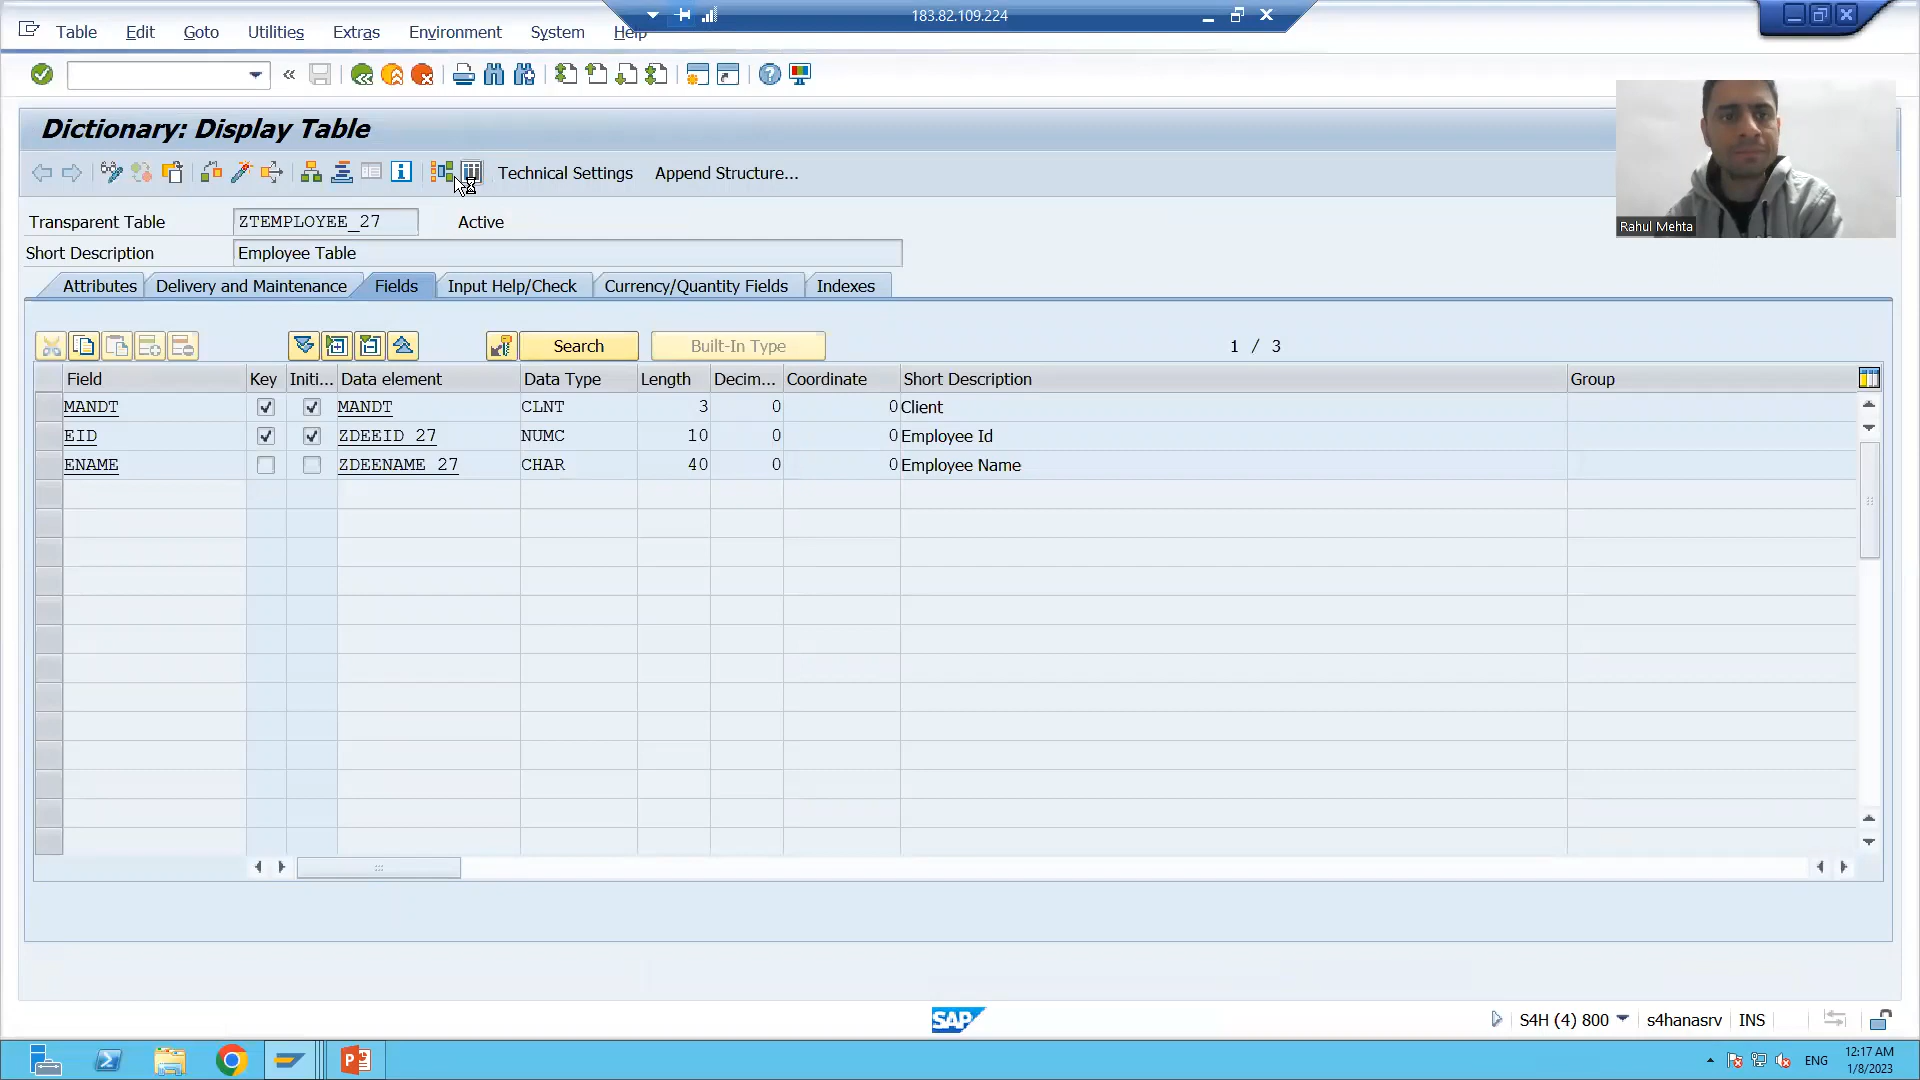 183.82.109.224
Table Edit Goto Utilities Extras Environment System Help
Dictionary: Display Table
Technical Settings Append Structure...
Transparent Table ZTEMPLOYEE_27 Active
Short Description Employee Table
Attributes Delivery and Maintenance Fields Input Help/Check Currency/Quantity Fields Indexes
Search Built-In Type 1 / 3
Field Key Initi... Data element Data Type Length Decim... Coordinate Short Description Group
MANDT MANDT CLNT 3 0 0 Client
EID ZDEEID_27 NUMC 10 0 0 Employee Id
ENAME ZDEENAME_27 CHAR 40 0 0 Employee Name
Rahul Mehta
SAP S4H (4) 800 s4hanasrv INS
ENG 12:17 AM
1/8/2023